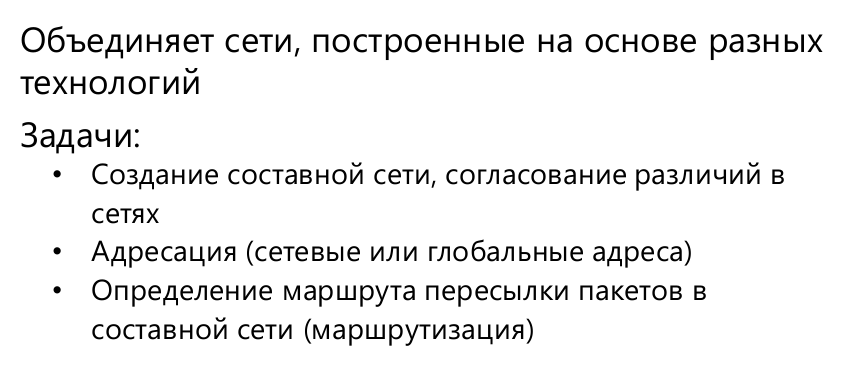 Объединяет сети, построенные на основе разных
технологий
Задачи:
• Создание составной сети, согласование различий в
сетях
• Адресация (сетевые или глобальные адреса)
• Определение маршрута пересылки пакетов в
составной сети (маршрутизация)